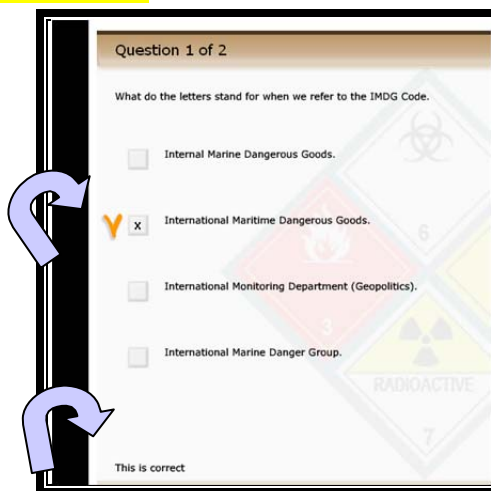 Question 1 of 2
What do the letters stand for when we refer to the IMDG Code.
Internal Marine Dangerous Goods.
x International Maritime Dangerous Goods.
6
International Monitoring Department (Geopolitics).
3
International Marine Danger Group.
RADIOACTIVE
7
This is correct